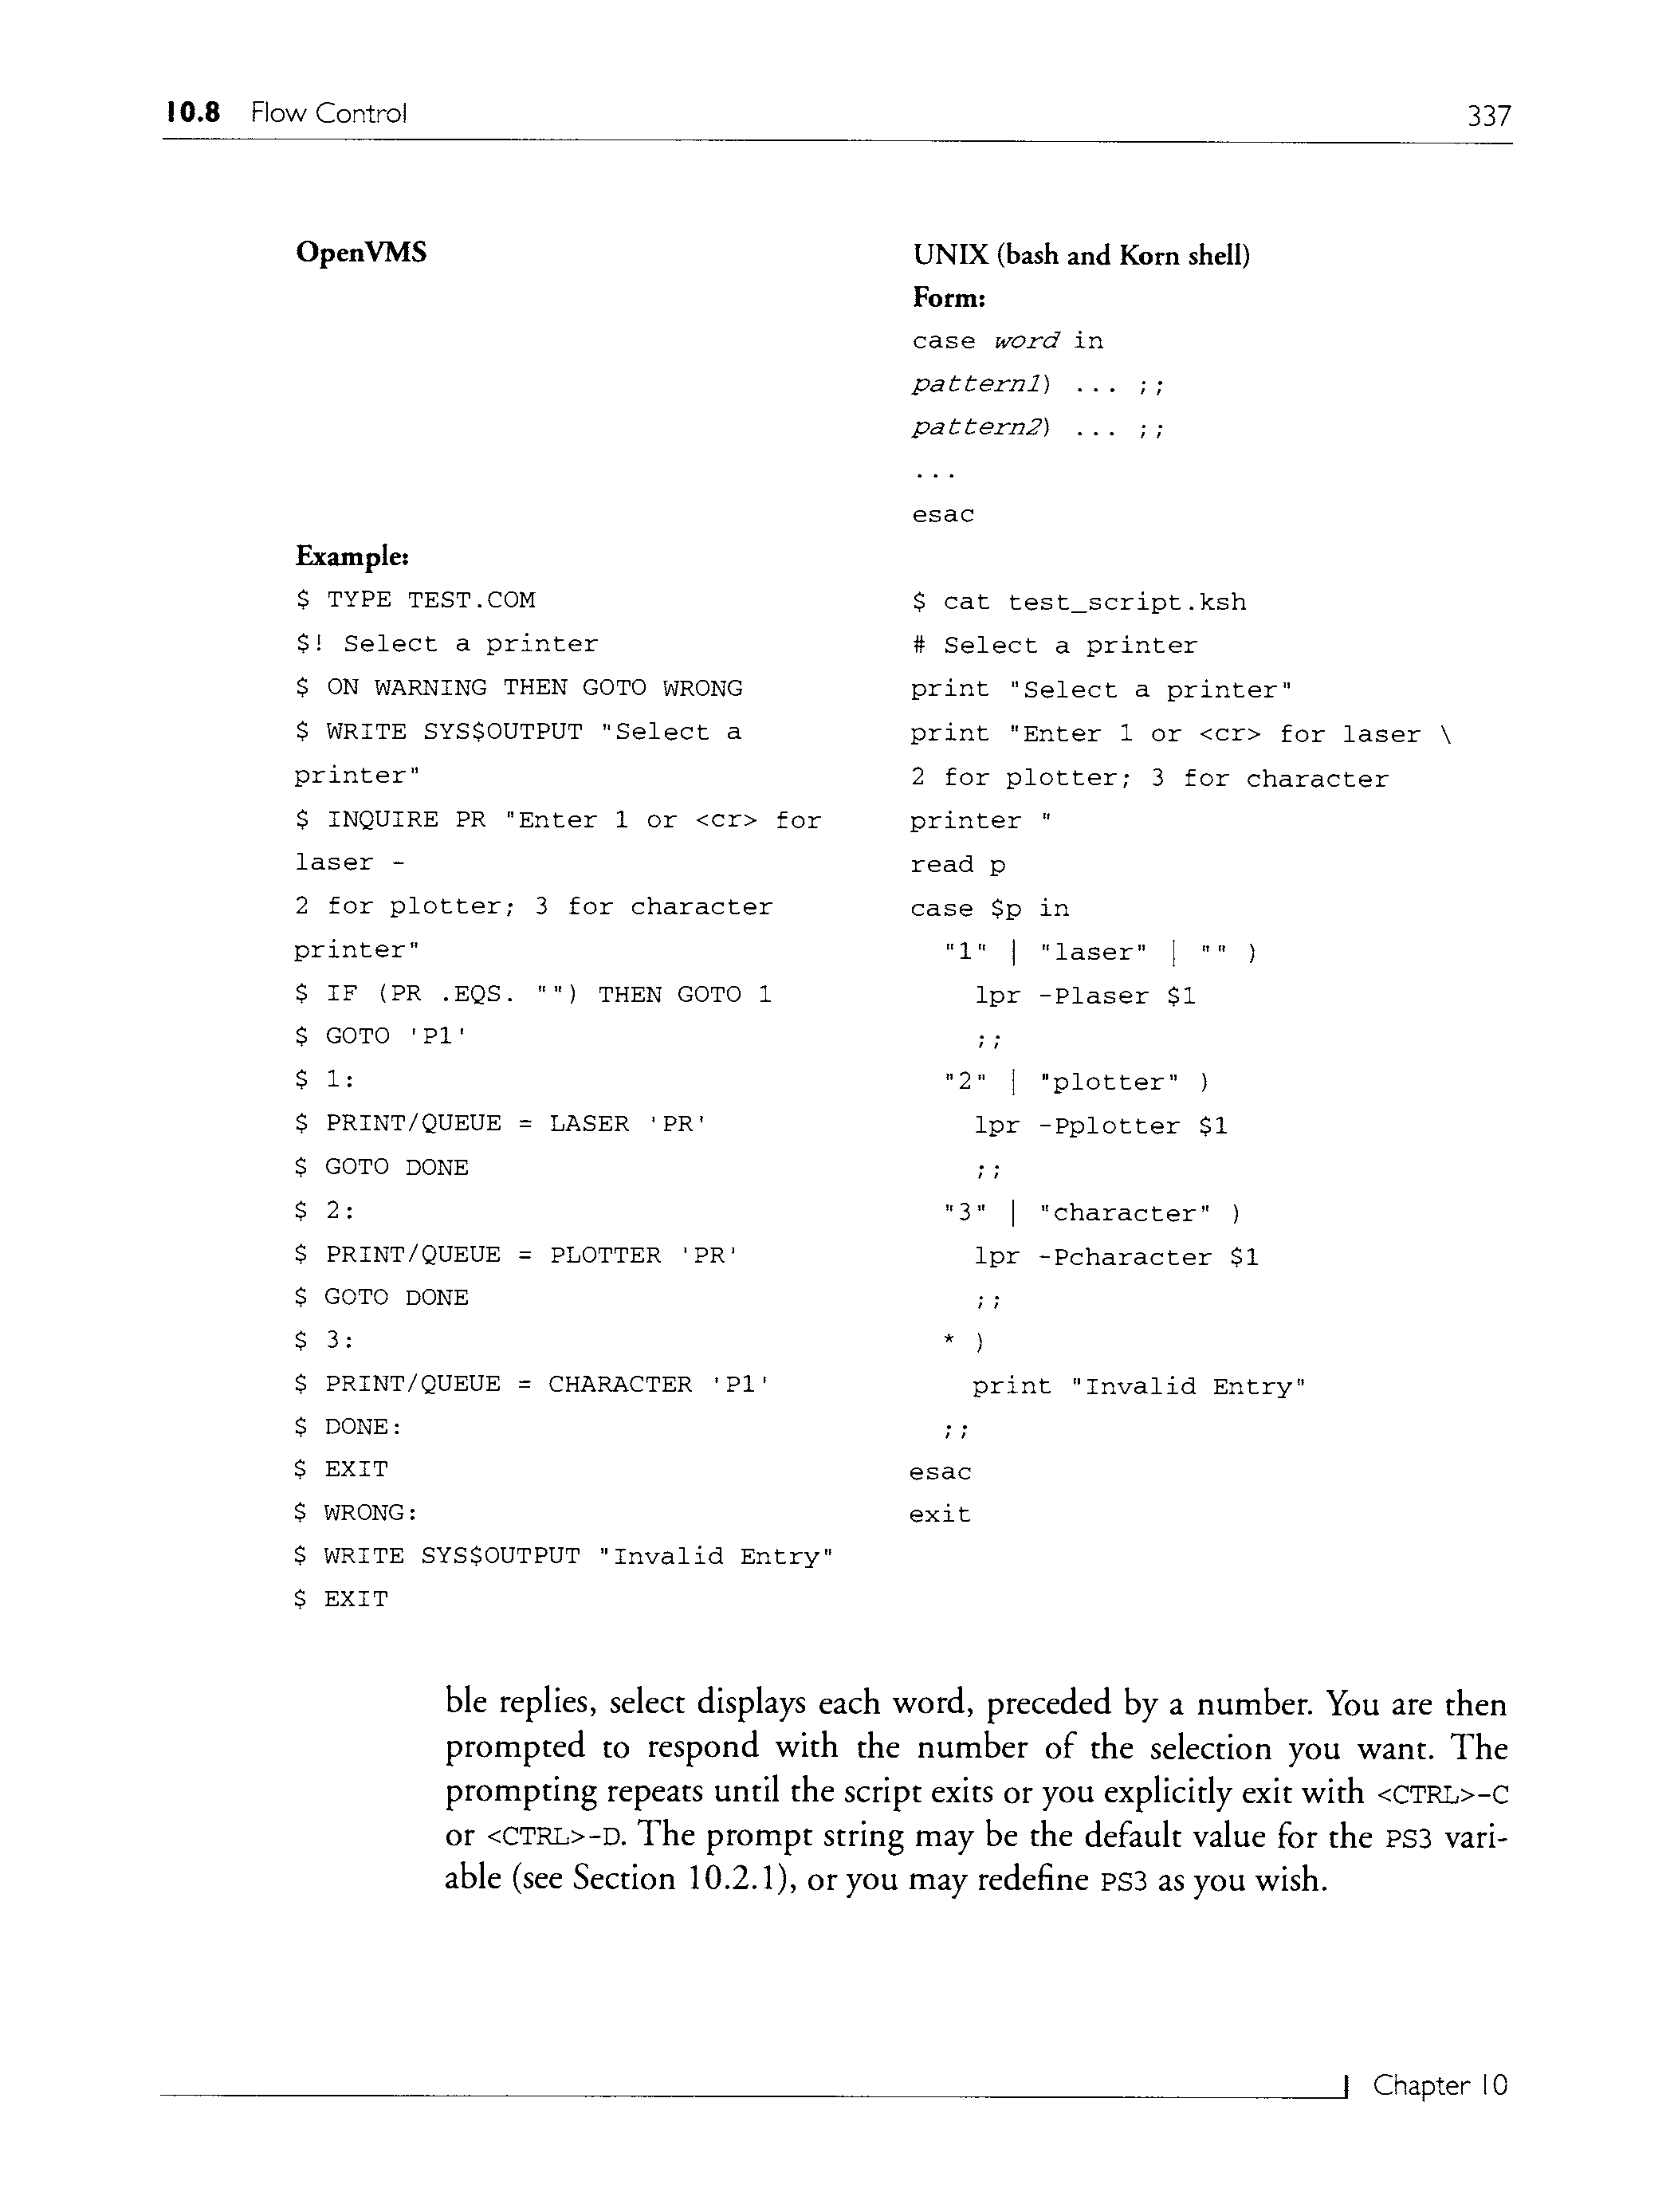 10.8 Flow Control 337
OpenVMS
Example:
$ TYPE TEST.COM
$! Select a printer
$ ON WARNING THEN GOTO WRONG
$ WRITE SYS$OUTPUT "Select a
printer"
$ INQUIRE PR "Enter 1 or <cr> for
laser -
2 for plotter; 3 for character
printer"
$ IF (PR .EQS. "") THEN GOTO 1
$ GOTO 'P1'
$ 1:
$ PRINT/QUEUE = LASER 'PR'
$ GOTO DONE
$ 2:
$ PRINT/QUEUE = PLOTTER 'PR'
$ GOTO DONE
$ 3:
$ PRINT/QUEUE = CHARACTER 'P1'
$ DONE:
$ EXIT
$ WRONG:
$ WRITE SYS$OUTPUT "Invalid Entry"
$ EXIT
UNIX (bash and Korn shell)
Form:
case word in
pattern1) ... ;;
pattern2) ... ;;
...
esac
$ cat test_script.ksh
# Select a printer
print "Select a printer"
print "Enter 1 or <cr> for laser \
2 for plotter; 3 for character
printer "
read p
case $p in
"1" | "laser" | "" )
lpr -Plaser $1
;;
"2" | "plotter" )
lpr -Pplotter $1
;;
"3" | "character" )
lpr -Pcharacter $1
;;
* )
print "Invalid Entry"
;;
esac
exit
ble replies, select displays each word, preceded by a number. You are then
prompted to respond with the number of the selection you want. The
prompting repeats until the script exits or you explicitly exit with <CTRL>-C
or <CTRL>-D. The prompt string may be the default value for the PS3 vari-
able (see Section 10.2.1), or you may redefine PS3 as you wish.
Chapter 10